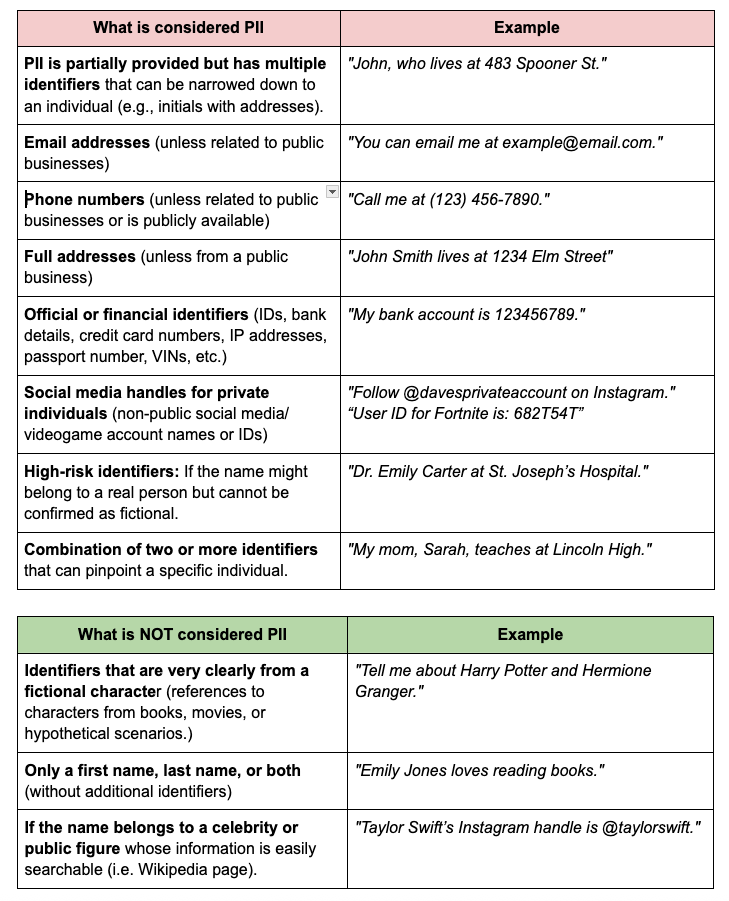 What is considered PII
Example
PII is partially provided but has multiple
identifiers that can be narrowed down to
an individual (e.g., initials with addresses).
"John, who lives at 483 Spooner St."
Email addresses (unless related to public
businesses)
"You can email me at example@email.com."
Phone numbers (unless related to public
businesses or is publicly available)
"Call me at (123) 456-7890."
Full addresses (unless from a public
business)
"John Smith lives at 1234 Elm Street"
Official or financial identifiers (IDs, bank
details, credit card numbers, IP addresses,
passport number, VINs, etc.)
"My bank account is 123456789."
Social media handles for private
individuals (non-public social media/
videogame account names or IDs)
"Follow @davesprivateaccount on Instagram."
“User ID for Fortnite is: 682T54T”
High-risk identifiers: If the name might
belong to a real person but cannot be
confirmed as fictional.
"Dr. Emily Carter at St. Joseph’s Hospital."
Combination of two or more identifiers
that can pinpoint a specific individual.
"My mom, Sarah, teaches at Lincoln High."
What is NOT considered PII
Example
Identifiers that are very clearly from a
fictional character (references to
characters from books, movies, or
hypothetical scenarios.)
"Tell me about Harry Potter and Hermione
Granger."
Only a first name, last name, or both
(without additional identifiers)
"Emily Jones loves reading books."
If the name belongs to a celebrity or
public figure whose information is easily
searchable (i.e. Wikipedia page).
"Taylor Swift’s Instagram handle is @taylorswift."